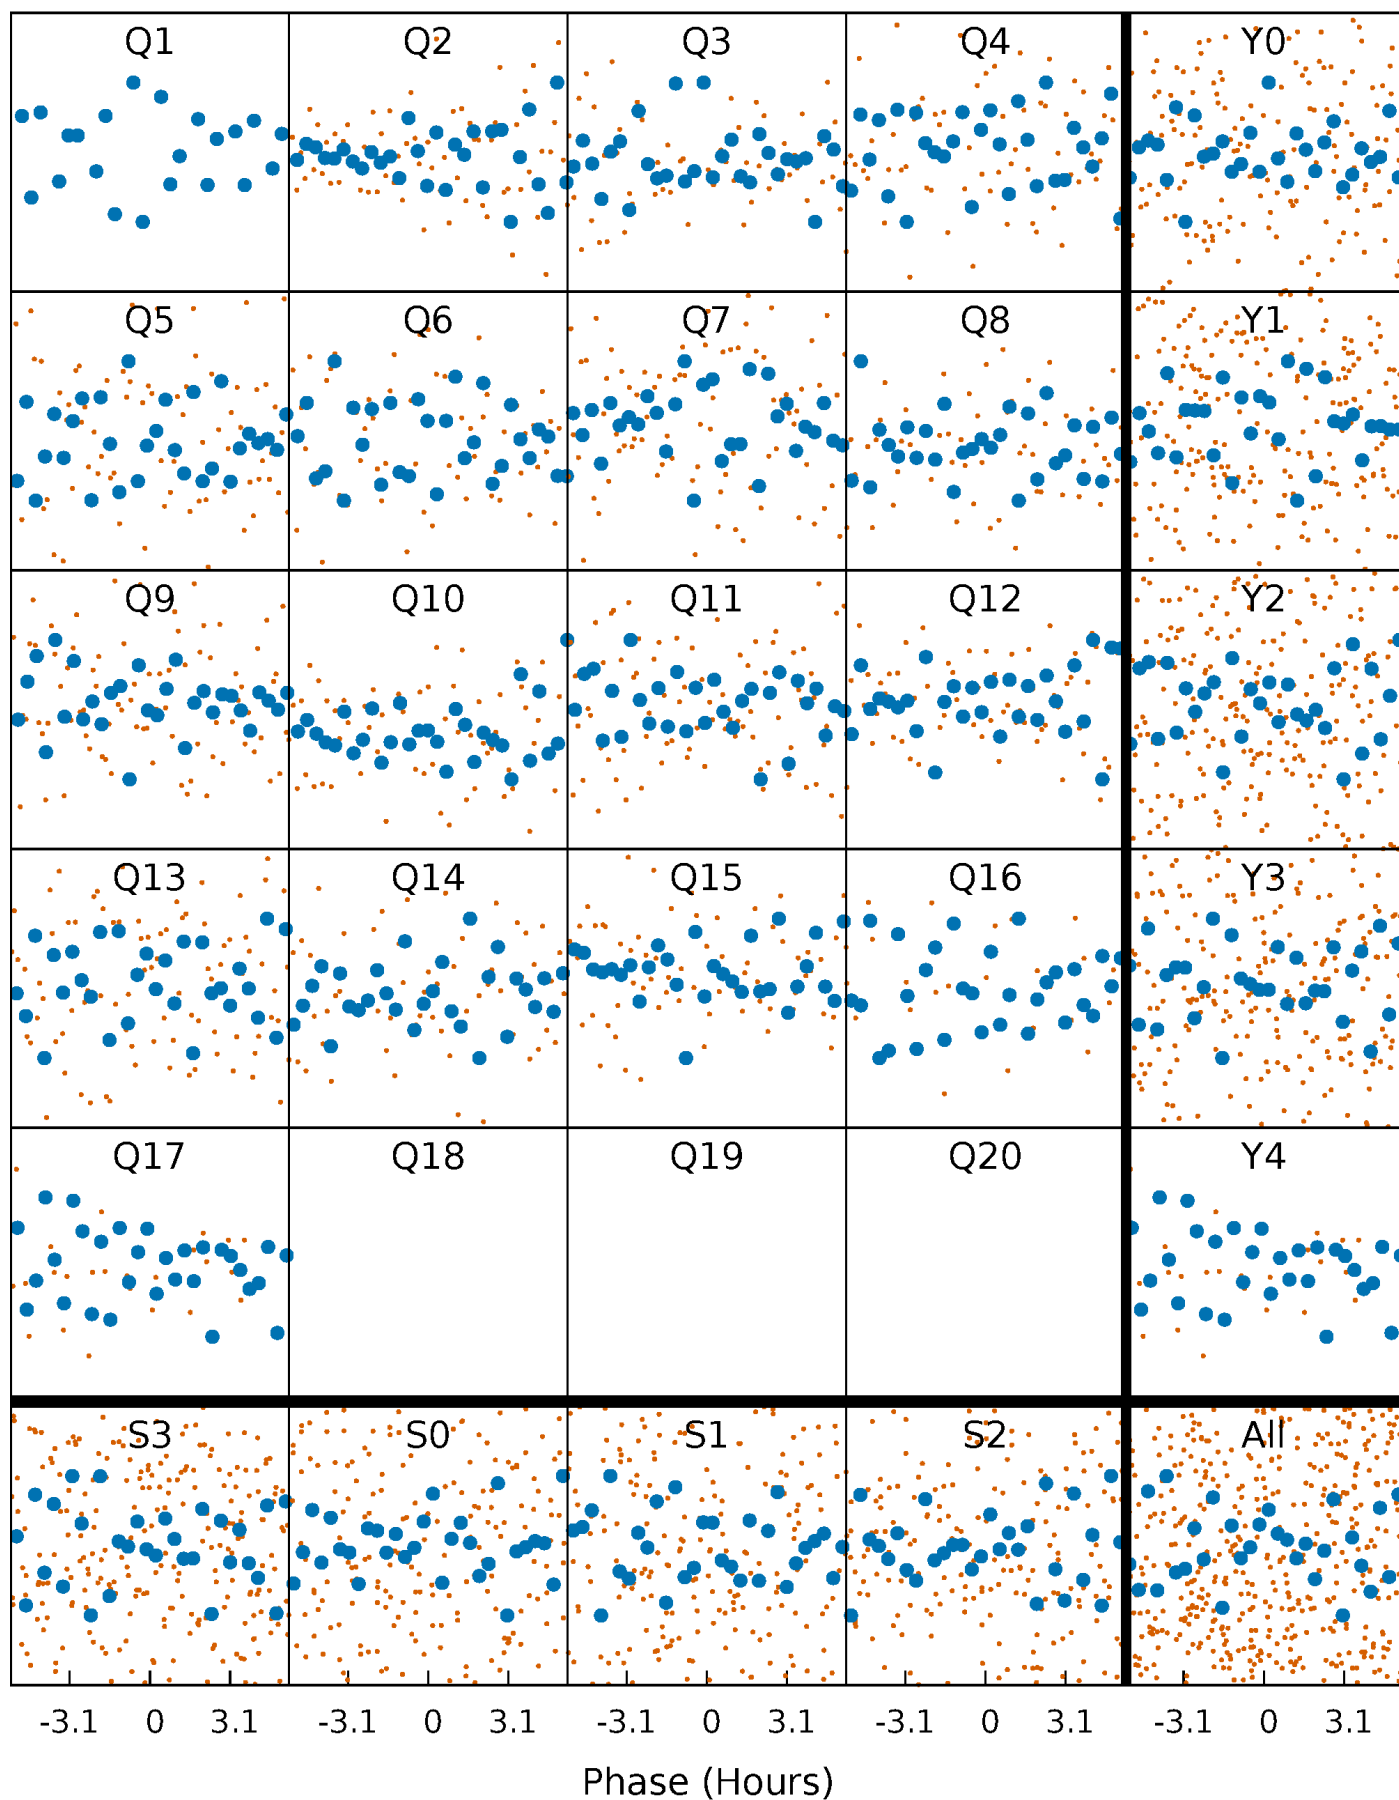 Q1 Q2 Q3 Q4 Y0
Q5 Q6 Q7 Q8 Y1
Q9 Q10 Q11 Q12 Y2
Q13 Q14 Q15 Q16 Y3
Q17 Q18 Q19 Q20 Y4
S3 S0 S1 S2 All
-3.1 0 3.1 -3.1 0 3.1 -3.1 0 3.1 -3.1 0 3.1 -3.1 0 3.1
Phase (Hours)